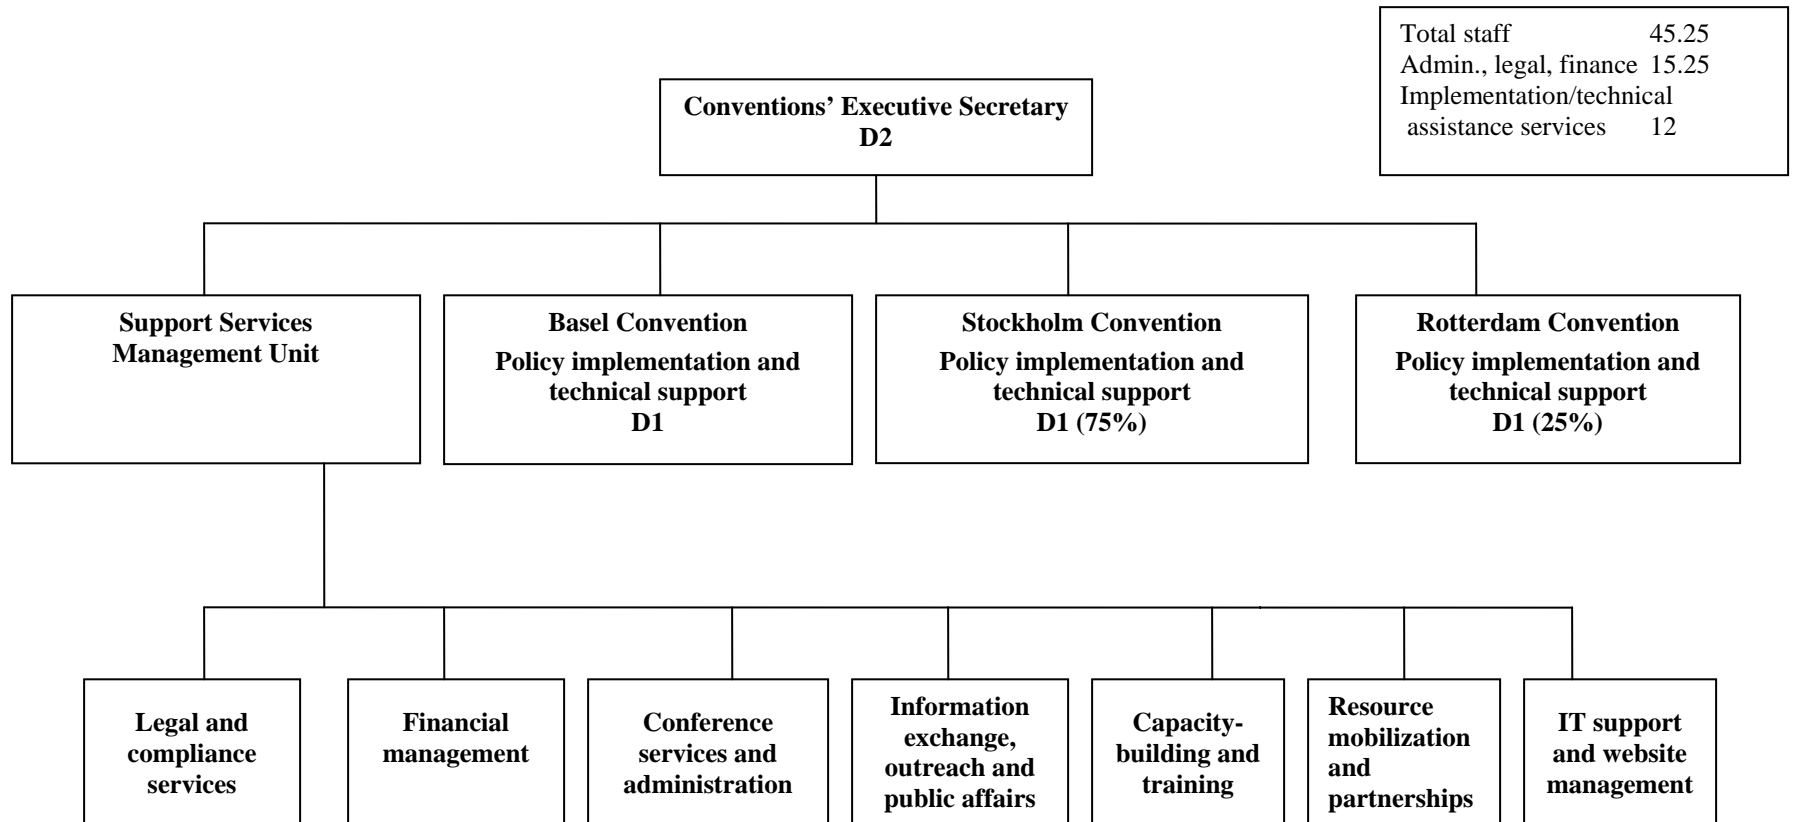 Total staff 45.25
Admin., legal, finance 15.25
Implementation/technical
assistance services 12
Conventions’ Executive Secretary
D2
Support Services
Management Unit
Basel Convention
Policy implementation and
technical support
D1
Stockholm Convention
Policy implementation and
technical support
D1 (75%)
Rotterdam Convention
Policy implementation and
technical support
D1 (25%)
Legal and
compliance
services
Financial
management
Conference
services and
administration
Information
exchange,
outreach and
public affairs
Capacity-
building and
training
Resource
mobilization
and
partnerships
IT support
and website
management